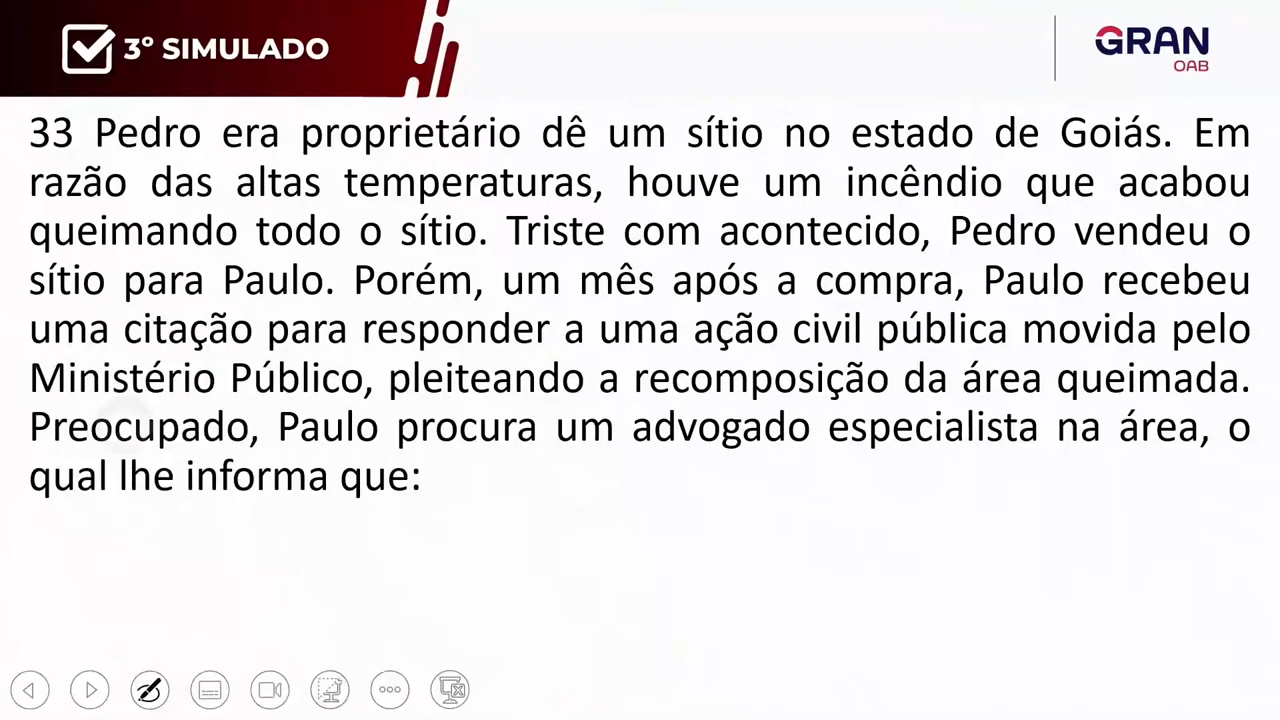 3º SIMULADO
GRAN
OAB
33 Pedro era proprietário dê um sítio no estado de Goiás. Em
razão das altas temperaturas, houve um incêndio que acabou
queimando todo o sítio. Triste com acontecido, Pedro vendeu o
sítio para Paulo. Porém, um mês após a compra, Paulo recebeu
uma citação para responder a uma ação civil pública movida pelo
Ministério Público, pleiteando a recomposição da área queimada.
Preocupado, Paulo procura um advogado especialista na área, o
qual lhe informa que: